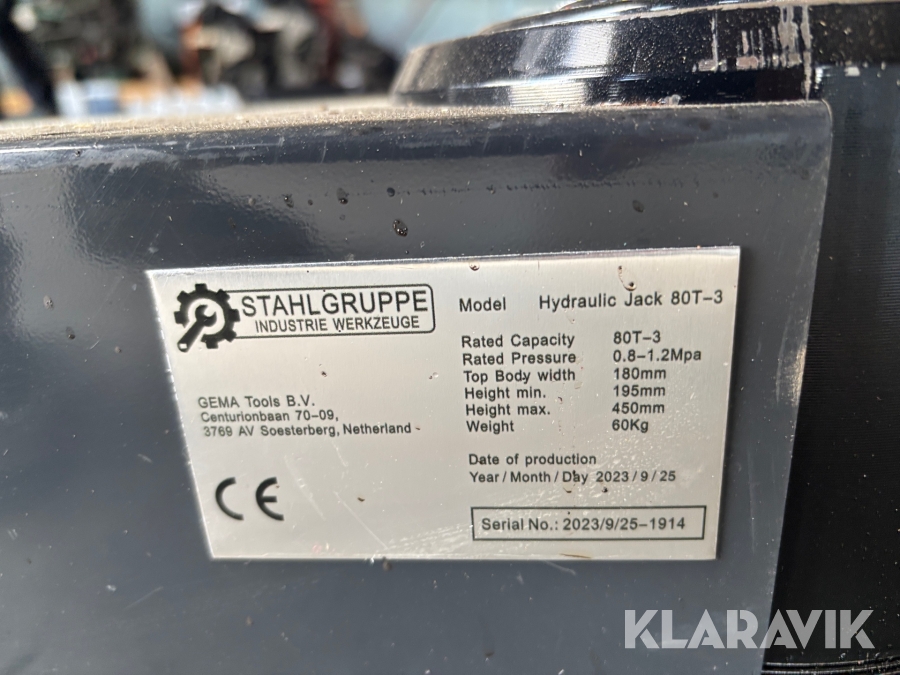 STAHLGRUPPE
INDUSTRIE WERKZEUGE
GEMA Tools B.V.
Centurionbaan 70-09,
3769 AV Soesterberg, Netherland
CE
Model Hydraulic Jack 80T-3
Rated Capacity 80T-3
Rated Pressure 0.8-1.2Mpa
Top Body width 180mm
Height min. 195mm
Height max. 450mm
Weight 60Kg
Date of production
Year/Month/Day 2023/9/25
Serial No.: 2023/9/25-1914
KLARAVIK